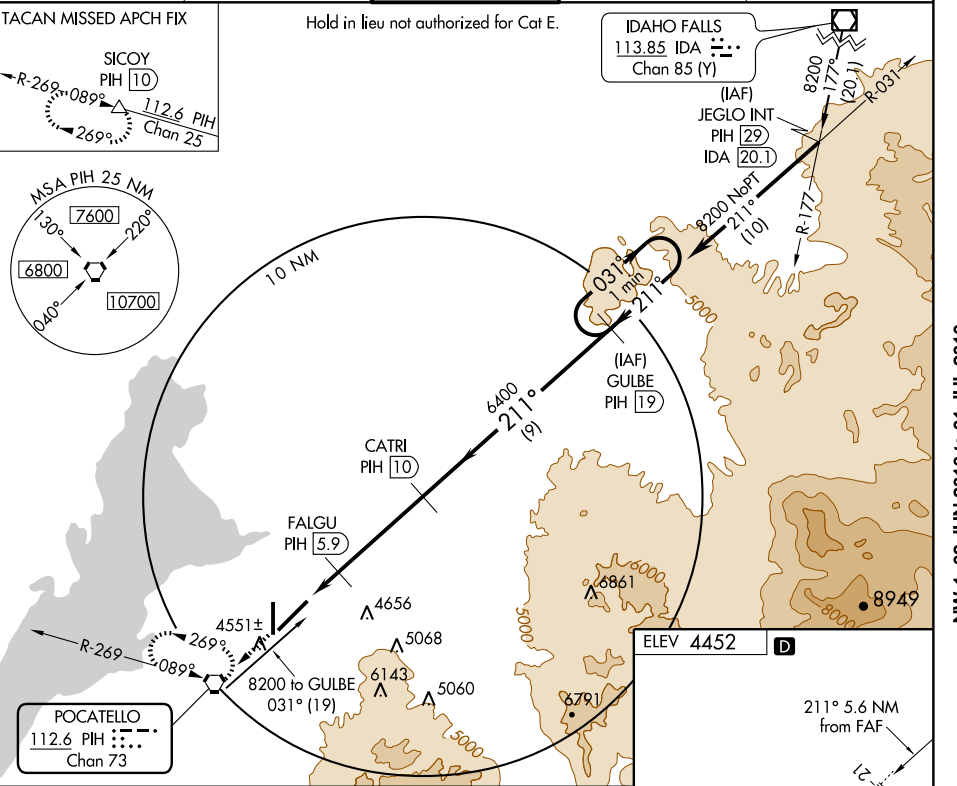 TACAN MISSED APCH FIX
SICOY
PIH 10
R-269
089°
269°
112.6 PIH
Chan 25
Hold in lieu not authorized for Cat E.
IDAHO FALLS
113.85 IDA
Chan 85 (Y)
8200
177°
(20.1)
R-031
(IAF)
JEGLO INT
PIH 29
IDA 20.1
R-177
8200 NoPT
211°
(10)
MSA PIH 25 NM
130°
7600
220°
6800
10700
040°
10 NM
031°
1 min
211°
5000
(IAF)
GULBE
PIH 19
6400
211°
(9)
CATRI
PIH 10
FALGU
PIH 5.9
5000
6000
6861
8949
8000
4656
4551±
5068
6143
5060
6791
5000
R-269
269°
089°
8200 to GULBE
031° (19)
POCATELLO
112.6 PIH
Chan 73
ELEV 4452
D
211° 5.6 NM
from FAF
21